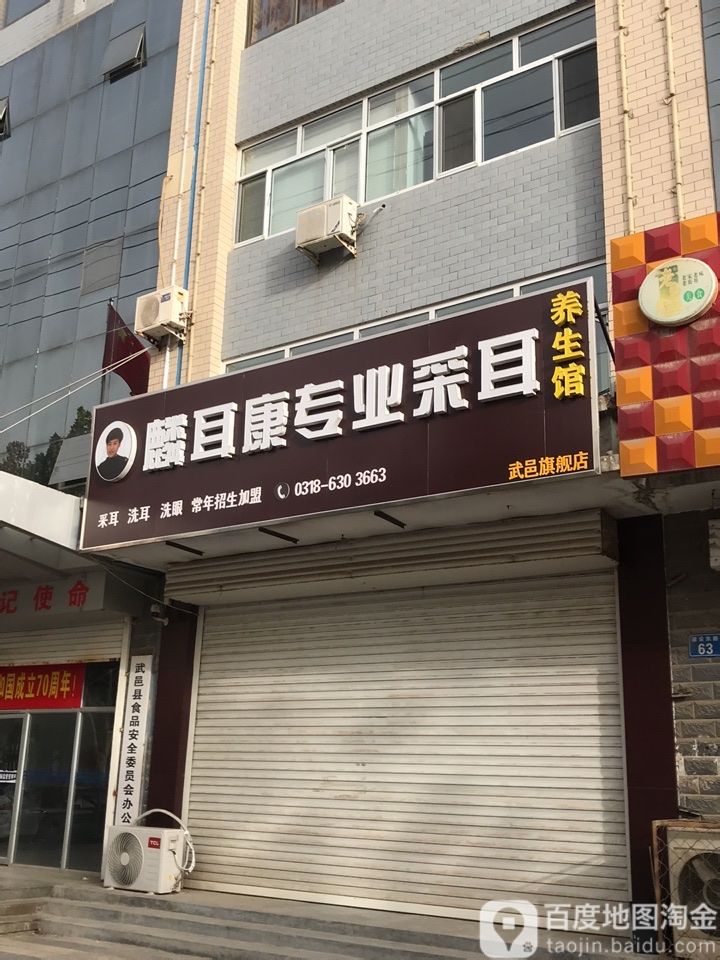 麟耳康专业采耳
养生馆
采耳 洗耳 洗眼 常年招生加盟 0318-630 3663
武邑旗舰店
记使命
和国成立70周年！
武邑县食品安全委员会办公
63
TCL
百度地图淘金
taojin.baidu.com